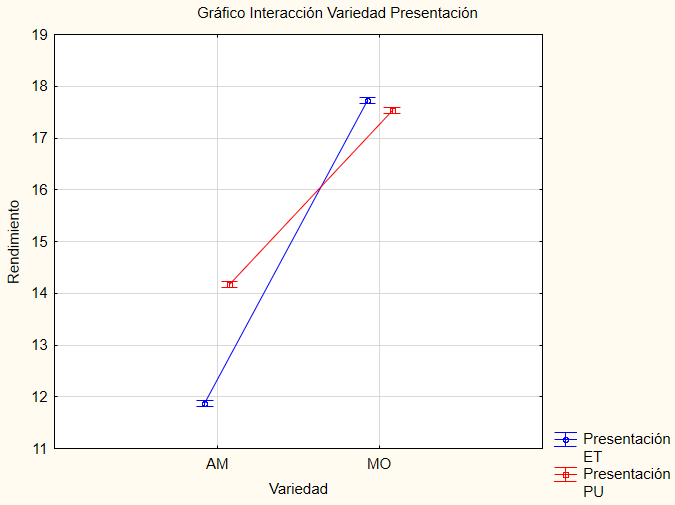 Gráfico Interacción Variedad Presentación
19
18
17
16
15
14
13
12
11
Rendimiento
AM
MO
Variedad
Presentación
ET
Presentación
PU